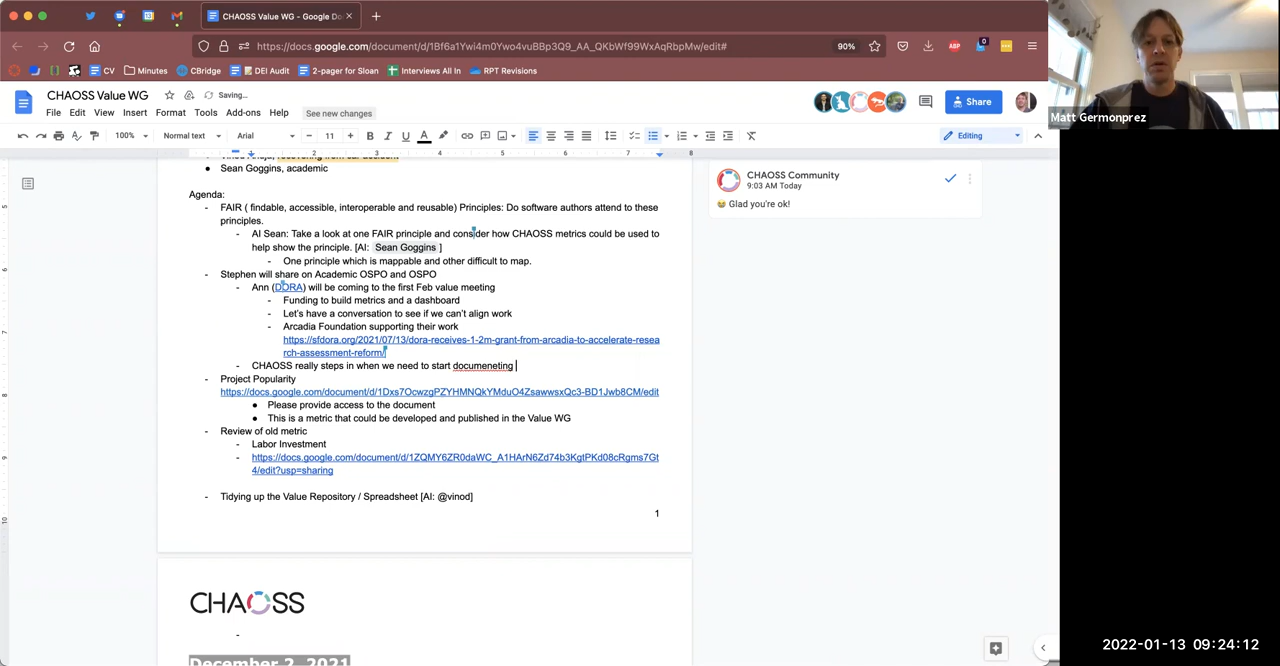 CHAOSS Value WG - Google Do
https://docs.google.com/document/d/1Bf6a1Ywi4m0Ywo4vuBBp3Q9_AA_QKbWf99WxAqRbpMw/edit#
90%
ABP
0
CV
Minutes
CBridge
DEI Audit
2-pager for Sloan
Interviews All In
RPT Revisions
CHAOSS Value WG
Saving...
Share
File Edit View Insert Format Tools Add-ons Help
See new changes
100%
Normal text
Arial
11
B I U A
Editing
2 3 4 5 6 7 8
Sean Goggins, academic
Agenda:
- FAIR ( findable, accessible, interoperable and reusable) Principles: Do software authors attend to these
principles.
- AI Sean: Take a look at one FAIR principle and consider how CHAOSS metrics could be used to
help show the principle. [AI: Sean Goggins ]
- One principle which is mappable and other difficult to map.
- Stephen will share on Academic OSPO and OSPO
- Ann (DORA) will be coming to the first Feb value meeting
- Funding to build metrics and a dashboard
- Let's have a conversation to see if we can't align work
- Arcadia Foundation supporting their work
https://sfdora.org/2021/07/13/dora-receives-1-2m-grant-from-arcadia-to-accelerate-resea
rch-assessment-reform/
- CHAOSS really steps in when we need to start documeneting
- Project Popularity
https://docs.google.com/document/d/1Dxs7OcwzgPZYHMNQkYMduO4ZsawwsxQc3-BD1Jwb8CM/edit
● Please provide access to the document
● This is a metric that could be developed and published in the Value WG
- Review of old metric
- Labor Investment
- https://docs.google.com/document/d/1ZQMY6ZR0daWC_A1HArN6Zd74b3KgtPKd08cRgms7Gt
4/edit?usp=sharing
- Tidying up the Value Repository / Spreadsheet [AI: @vinod]
1
CHAOSS
-
December 2, 2021
CHAOSS Community
9:03 AM Today
😂 Glad you're ok!
Matt Germonprez
2022-01-13 09:24:12